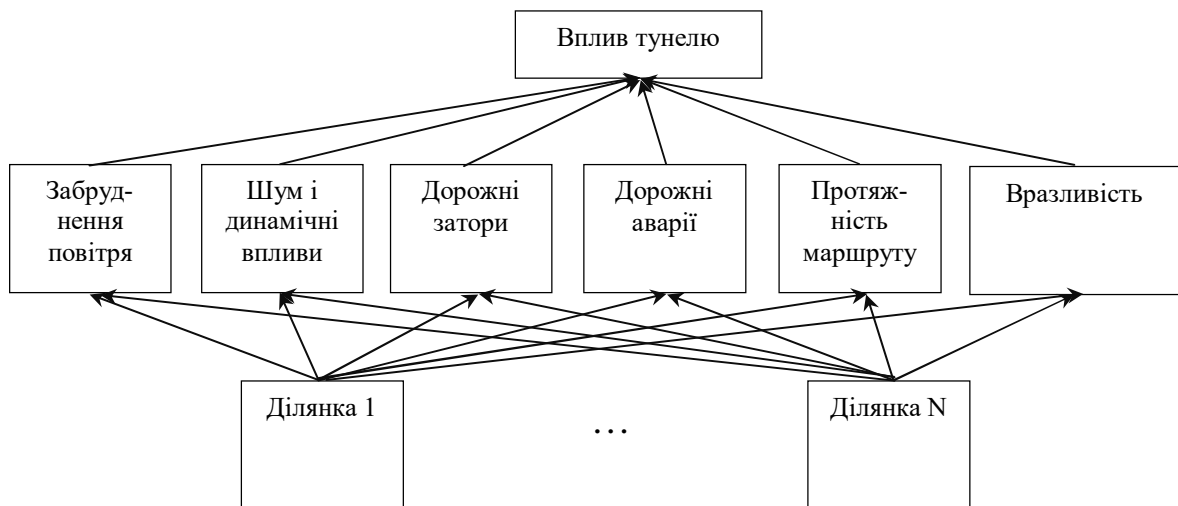 Вплив тунелю
Забруд-
нення
повітря
Шум і
динамічні
впливи
Дорожні
затори
Дорожні
аварії
Протяж-
ність
маршруту
Вразливість
Ділянка 1
...
Ділянка N